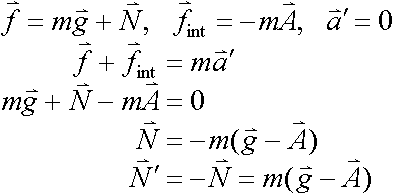 f⃗ = mg⃗ + N⃗, f⃗_int = −mA⃗, a⃗′ = 0
f⃗ + f⃗_int = ma⃗′
mg⃗ + N⃗ − mA⃗ = 0
N⃗ = −m(g⃗ − A⃗)
N⃗′ = −N⃗ = m(g⃗ − A⃗)